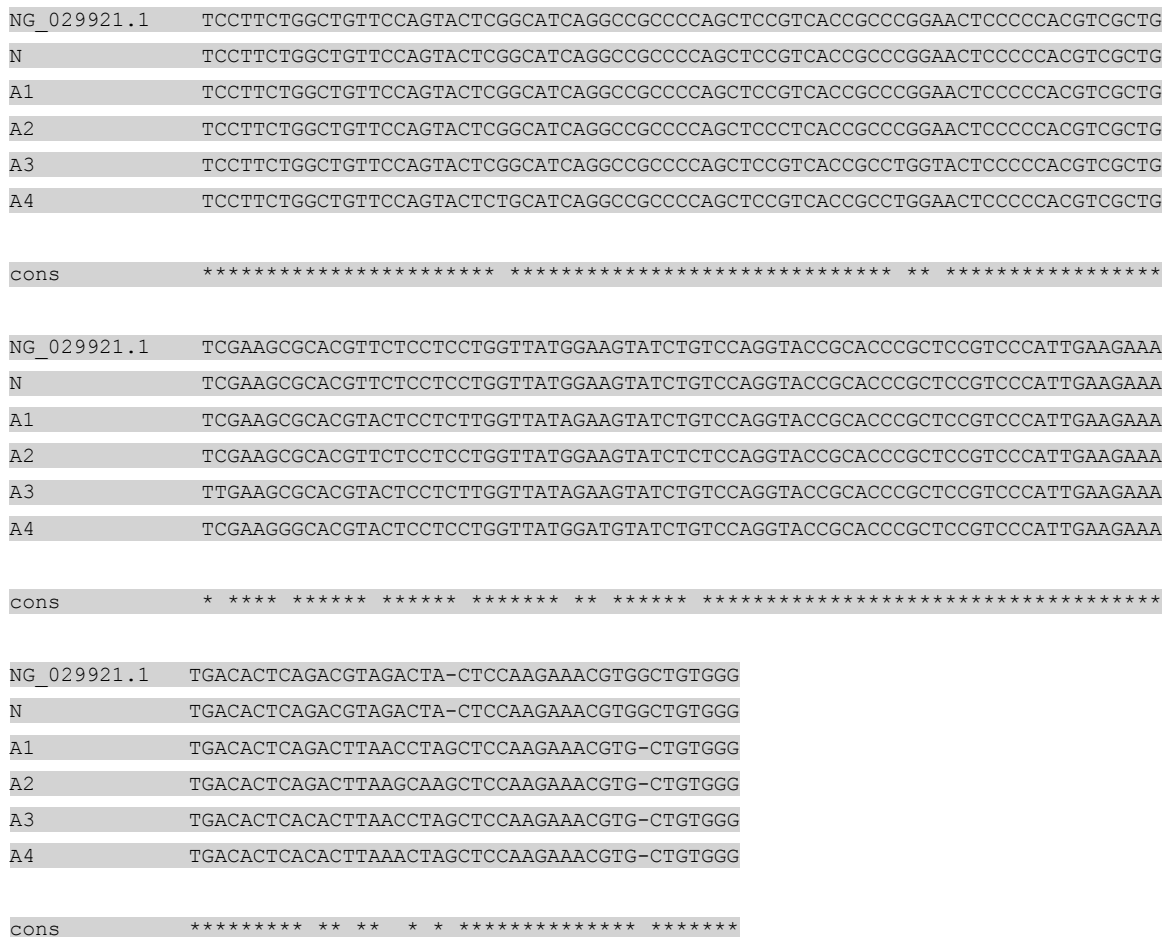 NG_029921.1 TCCTTCTGGCTGTTCCAGTACTCGGCATCAGGCCGCCCCAGCTCCGTCACCGCCCGGAACTCCCCCACGTCGCTG
N TCCTTCTGGCTGTTCCAGTACTCGGCATCAGGCCGCCCCAGCTCCGTCACCGCCCGGAACTCCCCCACGTCGCTG
A1 TCCTTCTGGCTGTTCCAGTACTCGGCATCAGGCCGCCCCAGCTCCGTCACCGCCCGGAACTCCCCCACGTCGCTG
A2 TCCTTCTGGCTGTTCCAGTACTCGGCATCAGGCCGCCCCAGCTCCCTCACCGCCCGGAACTCCCCCACGTCGCTG
A3 TCCTTCTGGCTGTTCCAGTACTCGGCATCAGGCCGCCCCAGCTCCGTCACCGCCTGGTACTCCCCCACGTCGCTG
A4 TCCTTCTGGCTGTTCCAGTACTCTGCATCAGGCCGCCCCAGCTCCGTCACCGCCTGGAACTCCCCCACGTCGCTG
cons *********************** ****************************** ** *****************
NG_029921.1 TCGAAGCGCACGTTCTCCTCCTGGTTATGGAAGTATCTGTCCAGGTACCGCACCCGCTCCGTCCCATTGAAGAAA
N TCGAAGCGCACGTTCTCCTCCTGGTTATGGAAGTATCTGTCCAGGTACCGCACCCGCTCCGTCCCATTGAAGAAA
A1 TCGAAGCGCACGTACTCCTCTTGGTTATAGAAGTATCTGTCCAGGTACCGCACCCGCTCCGTCCCATTGAAGAAA
A2 TCGAAGCGCACGTTCTCCTCCTGGTTATGGAAGTATCTCTCCAGGTACCGCACCCGCTCCGTCCCATTGAAGAAA
A3 TTGAAGCGCACGTACTCCTCTTGGTTATAGAAGTATCTGTCCAGGTACCGCACCCGCTCCGTCCCATTGAAGAAA
A4 TCGAAGGGCACGTACTCCTCCTGGTTATGGATGTATCTGTCCAGGTACCGCACCCGCTCCGTCCCATTGAAGAAA
cons * **** ****** ****** ******* ** ****** ************************************
NG_029921.1 TGACACTCAGACGTAGACTA-CTCCAAGAAACGTGGCTGTGGG
N TGACACTCAGACGTAGACTA-CTCCAAGAAACGTGGCTGTGGG
A1 TGACACTCAGACTTAACCTAGCTCCAAGAAACGTG-CTGTGGG
A2 TGACACTCAGACTTAAGCAAGCTCCAAGAAACGTG-CTGTGGG
A3 TGACACTCACACTTAACCTAGCTCCAAGAAACGTG-CTGTGGG
A4 TGACACTCACACTTAAACTAGCTCCAAGAAACGTG-CTGTGGG
cons ********* ** ** * * ************** *******